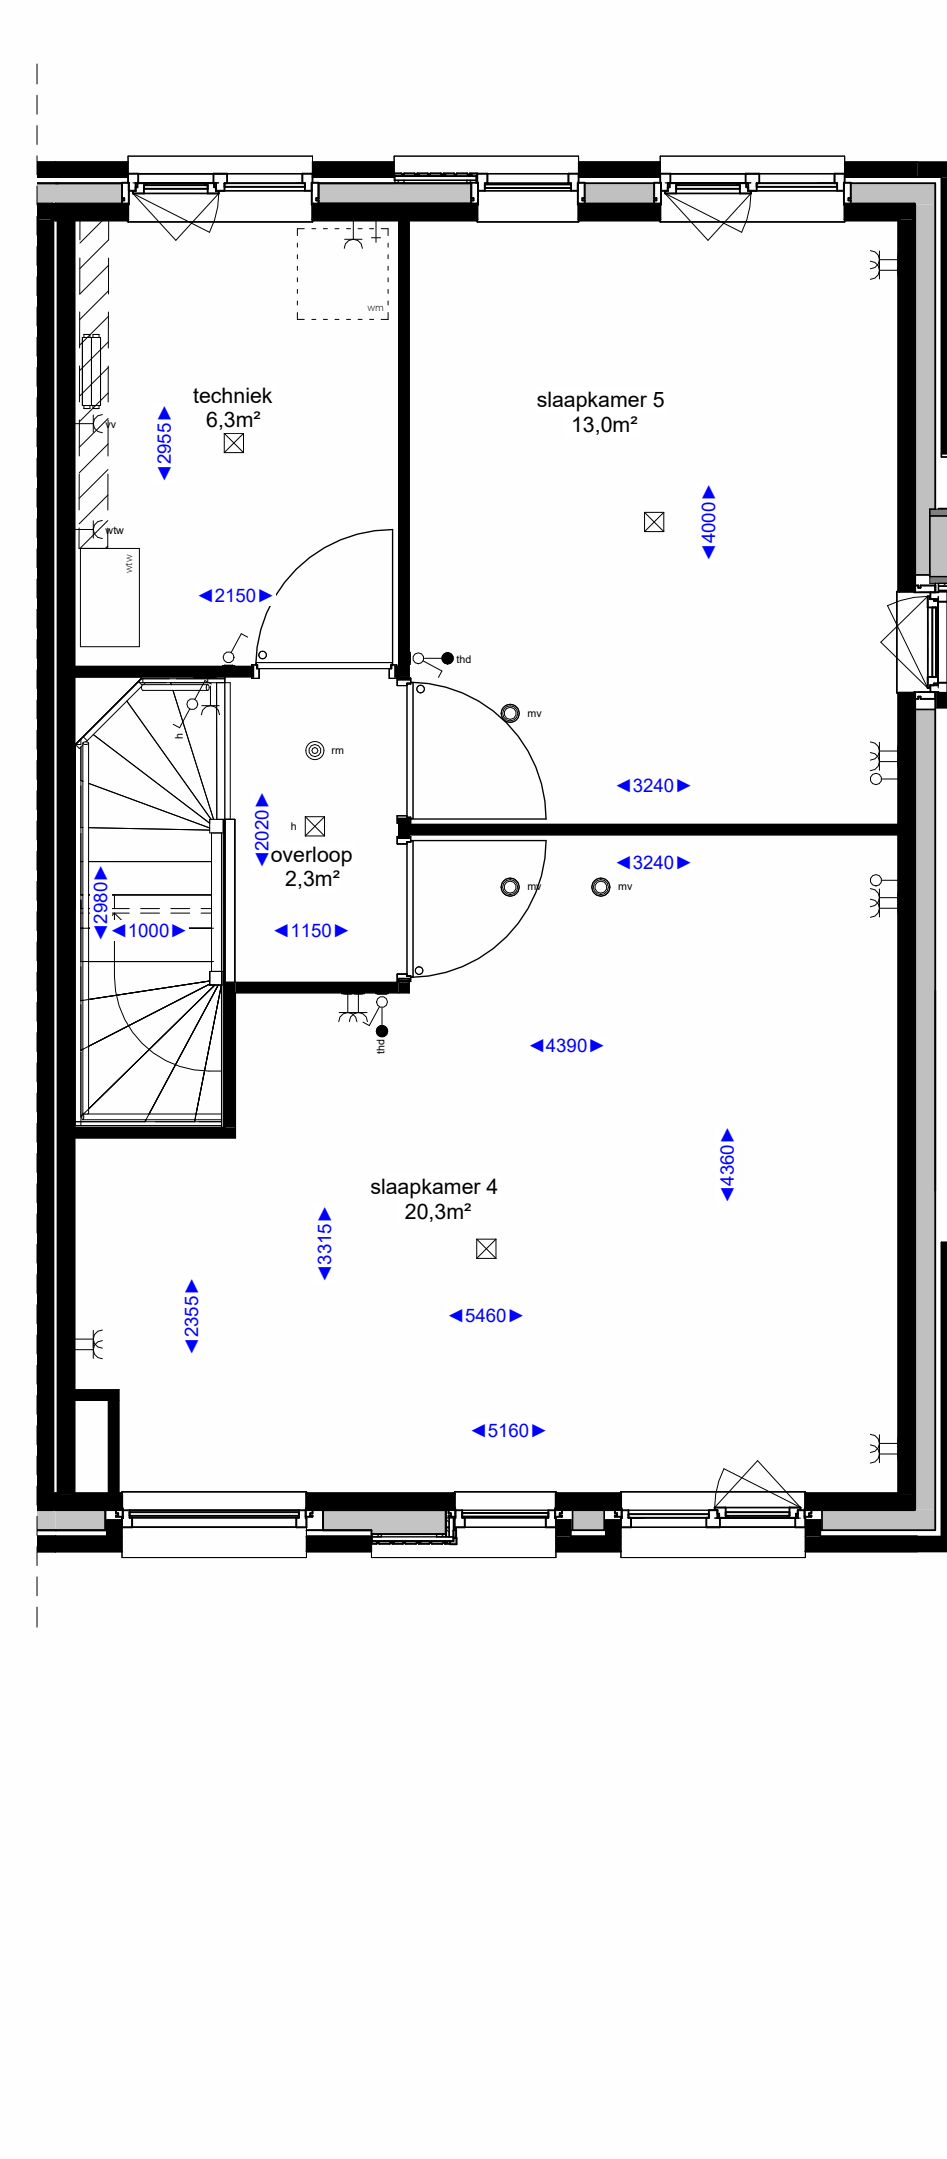 wm
techniek
6,3m²
slaapkamer 5
13,0m²
vv
2955
4000
wtw
wtw
2150
thd
mv
h
rm
3240
h
2020
overloop
2,3m²
3240
mv
mv
2980
1000
1150
thd
4390
4360
slaapkamer 4
20,3m²
3315
2355
5460
5160